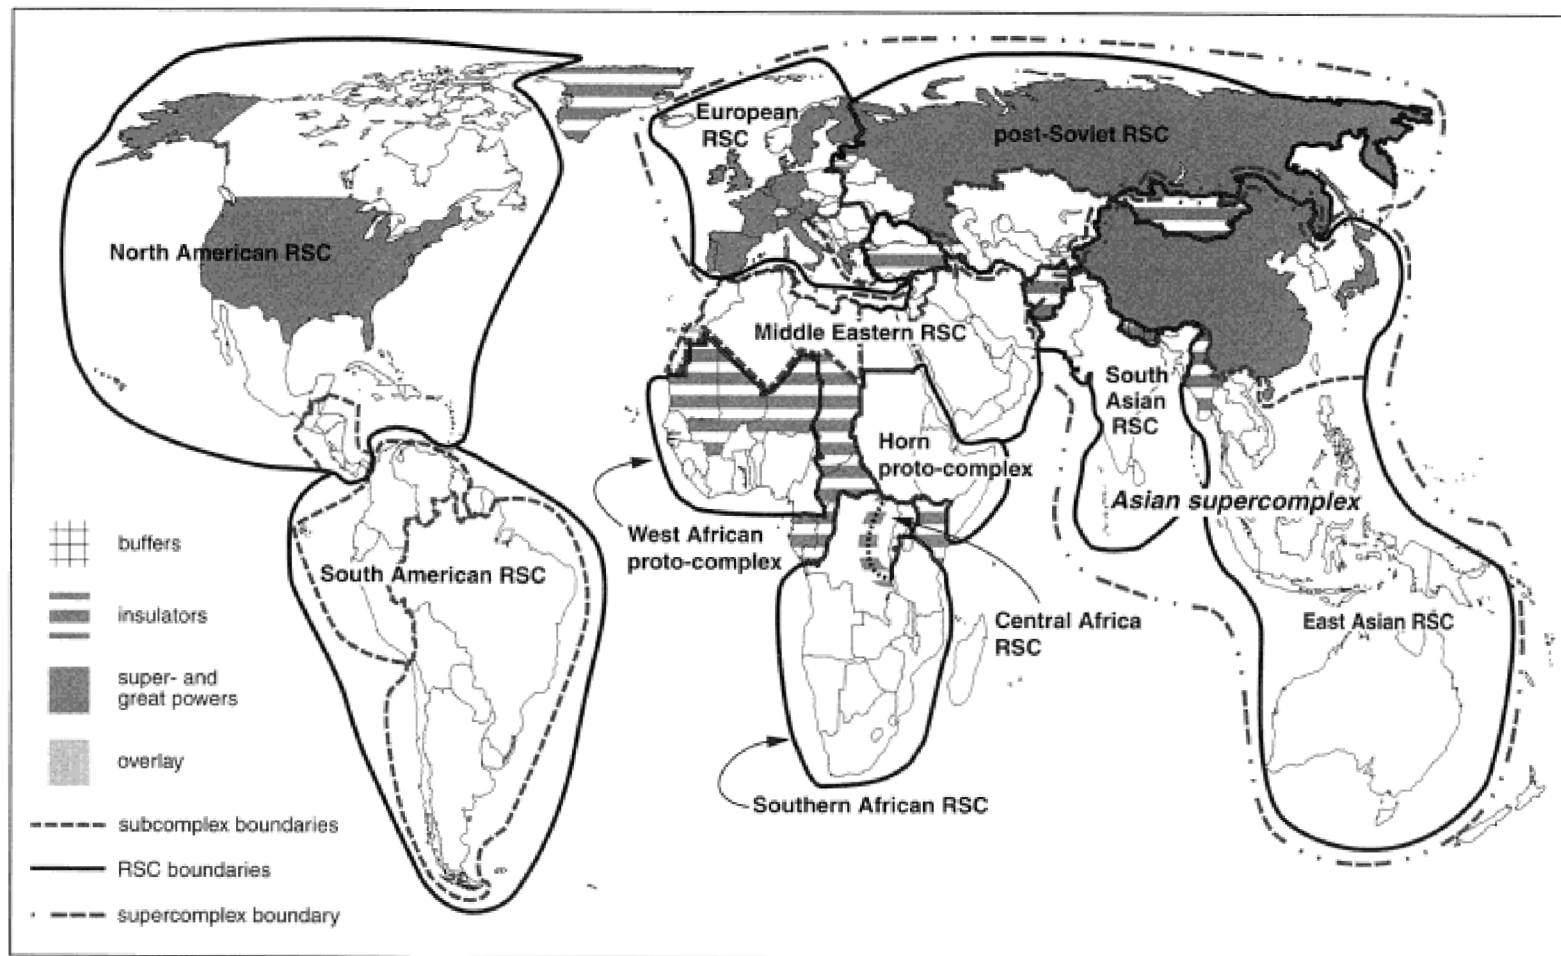 European
RSC
post-Soviet RSC
North American RSC
Middle Eastern RSC
South
Asian
RSC
Horn
proto-complex
Asian supercomplex
West African
proto-complex
South American RSC
Central Africa
RSC
East Asian RSC
Southern African RSC
buffers
insulators
super- and
great powers
overlay
subcomplex boundaries
RSC boundaries
supercomplex boundary